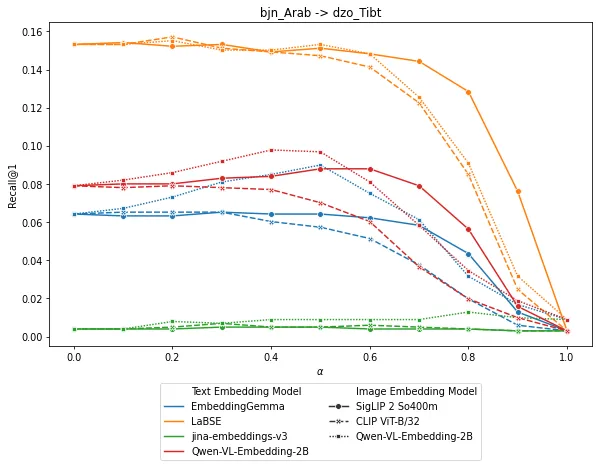 bjn_Arab -> dzo_Tibt
Recall@1
0.16
0.14
0.12
0.10
0.08
0.06
0.04
0.02
0.00
0.0 0.2 0.4 0.6 0.8 1.0
α
Text Embedding Model Image Embedding Model
EmbeddingGemma SigLIP 2 So400m
LaBSE CLIP ViT-B/32
jina-embeddings-v3 Qwen-VL-Embedding-2B
Qwen-VL-Embedding-2B